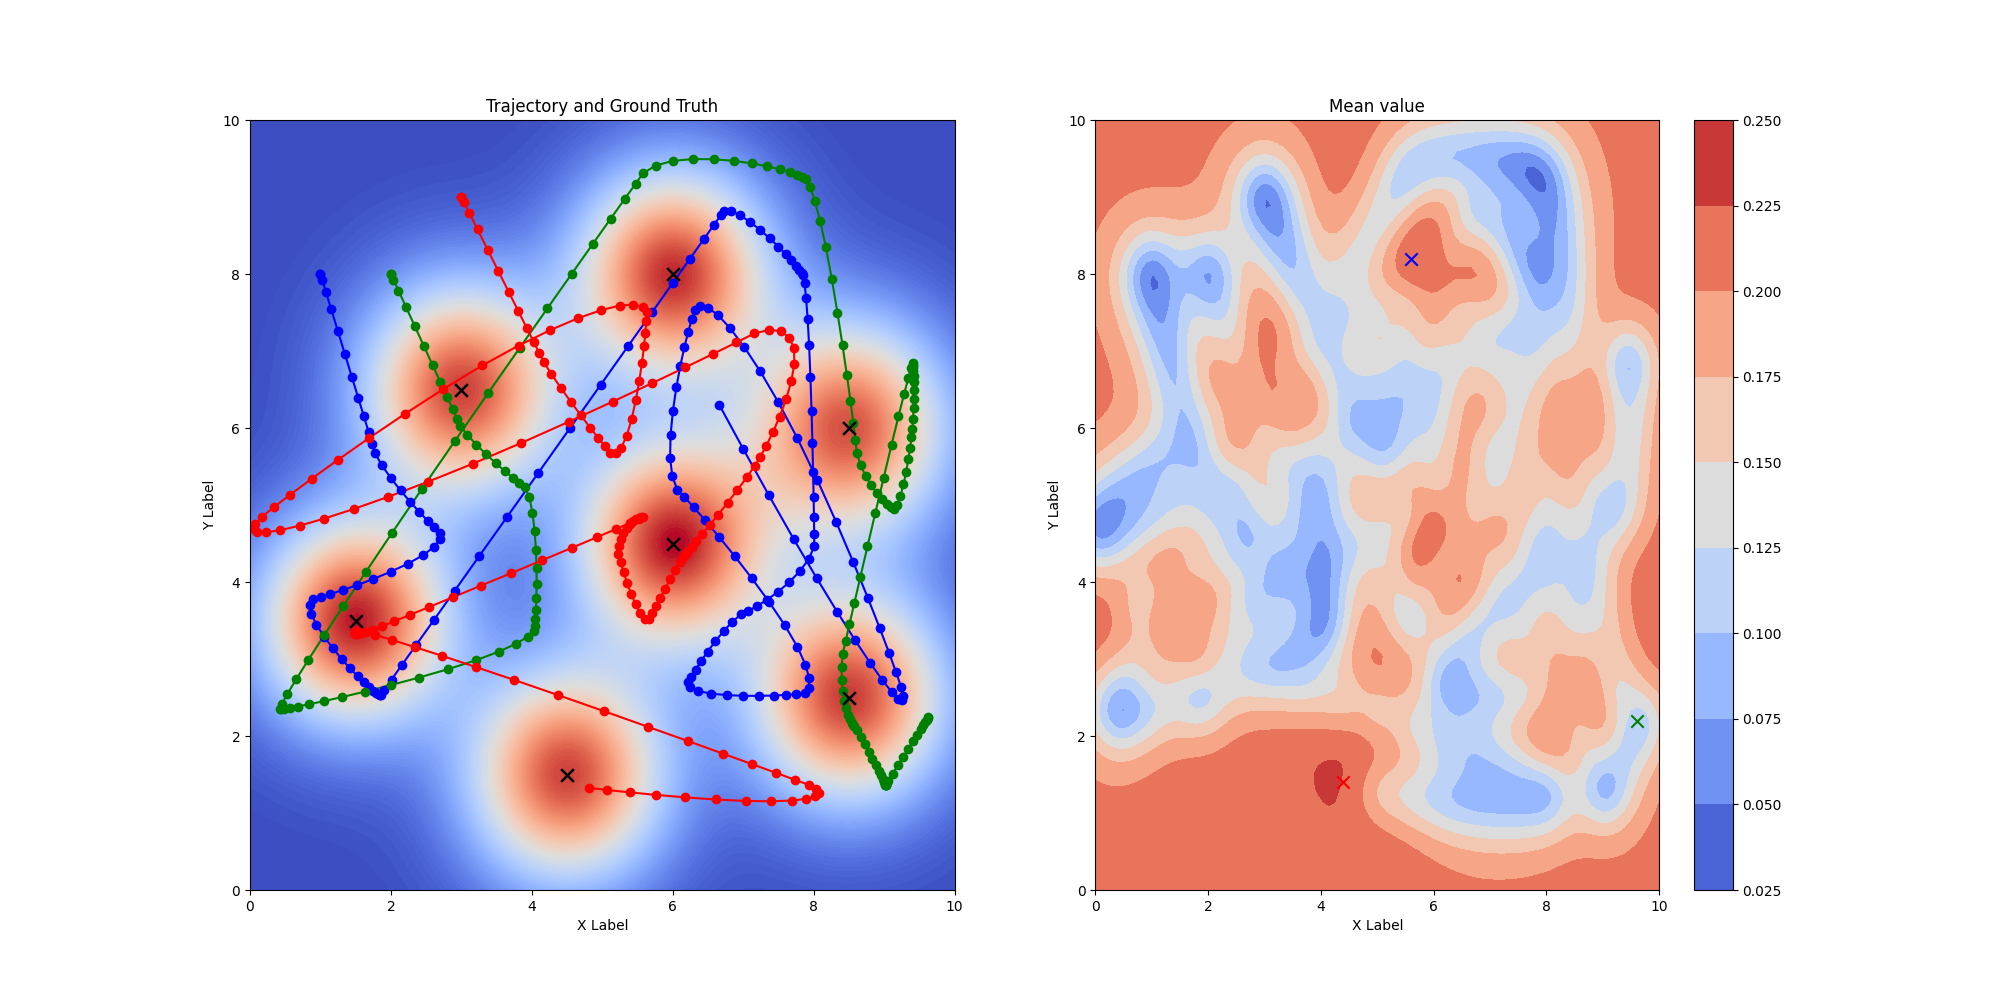 Trajectory and Ground Truth
10
8
6
4
2
0
Y Label
0 2 4 6 8 10
X Label
Mean value
10
8
6
4
2
0
Y Label
0 2 4 6 8 10
X Label
0.250
0.225
0.200
0.175
0.150
0.125
0.100
0.075
0.050
0.025